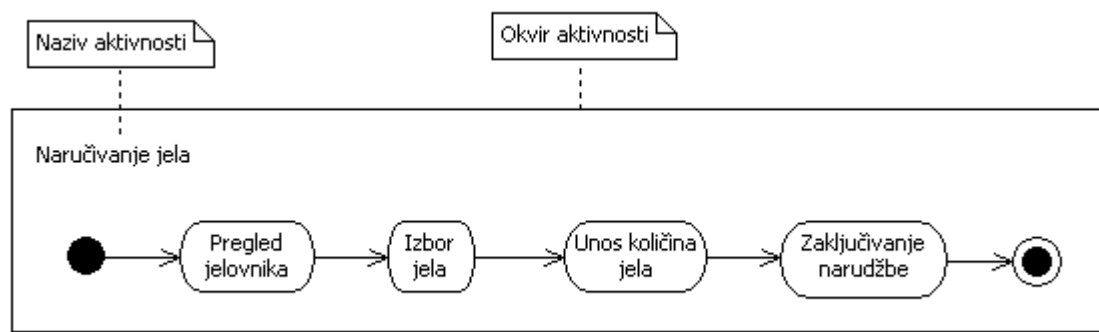 Naziv aktivnosti
Okvir aktivnosti
Naručivanje jela
Pregled
jelovnika
Izbor
jela
Unos količina
jela
Zaključivanje
narudžbe